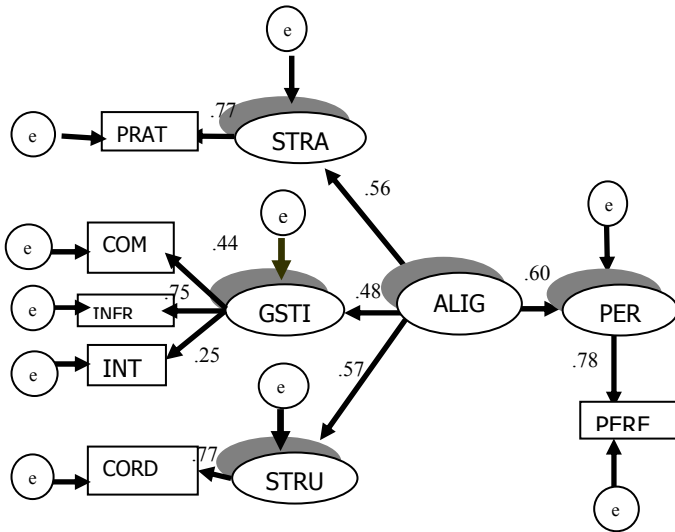 e
.77
e
PRAT
STRA
.56
e
e
e
COM
.44
.60
.75
.48
e
INFR
GSTI
ALIG
PER
e
INT
.25
.57
.78
e
PERF
e
CORD
.77
STRU
e